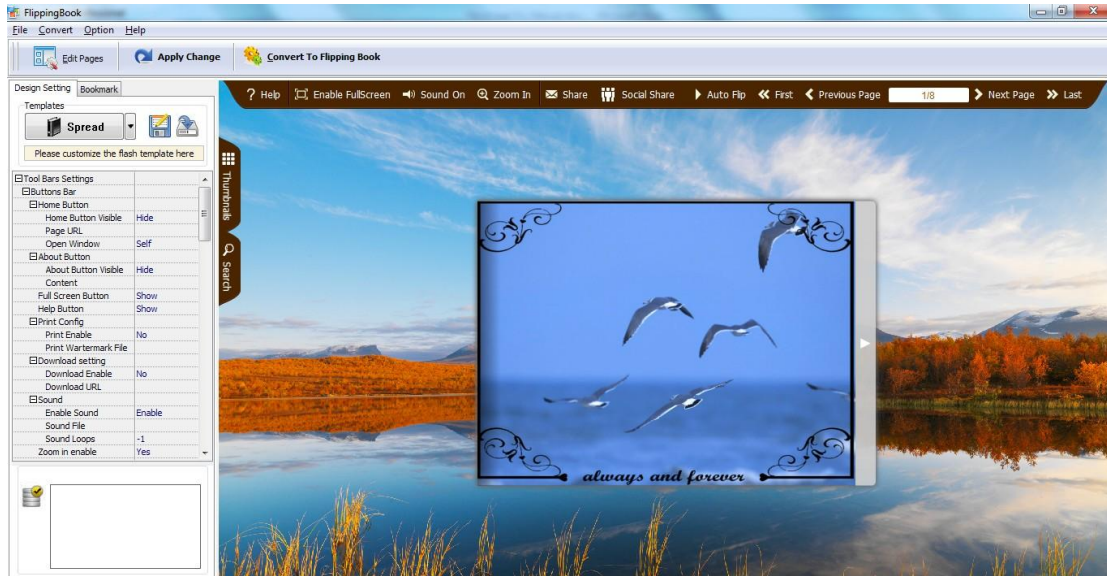 FlippingBook
File Convert Option Help
Edit Pages Apply Change Convert To Flipping Book
Design Setting Bookmark
Templates
Spread
Please customize the flash template here
Tool Bars Settings
Buttons Bar
Home Button
Home Button Visible Hide
Page URL
Open Window Self
About Button
About Button Visible Hide
Content
Full Screen Button Show
Help Button Show
Print Config
Print Enable No
Print Wartermark File
Download setting
Download Enable No
Download URL
Sound
Enable Sound Enable
Sound File
Sound Loops -1
Zoom in enable Yes
? Help Enable FullScreen Sound On Zoom In Share Social Share Auto Flip First Previous Page 1/8 Next Page Last
Thumbnails
Search
always and forever